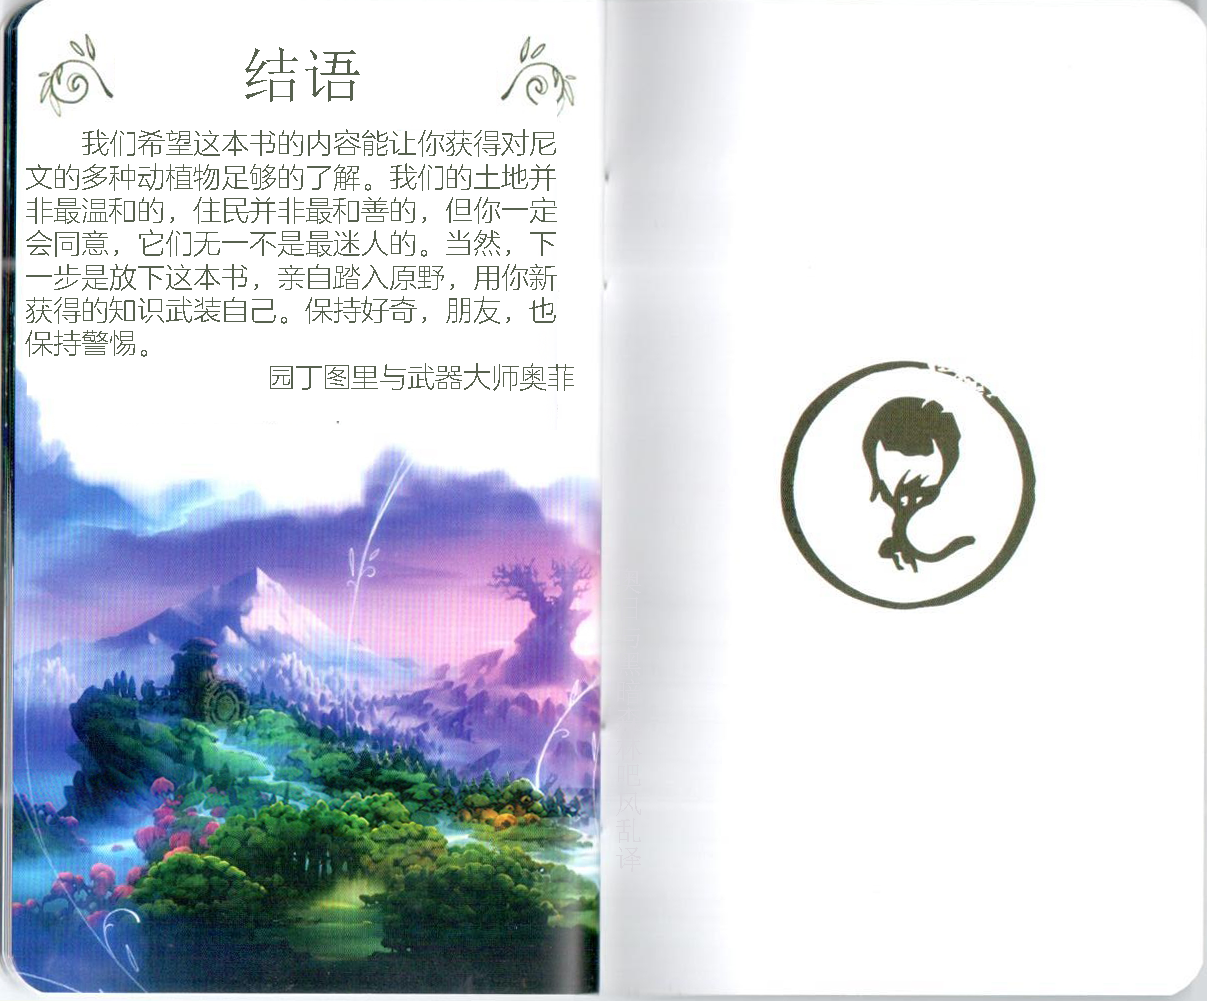 结语
我们希望这本书的内容能让你获得对尼
文的多种动植物足够的了解。我们的土地并
非最温和的，住民并非最和善的，但你一定
会同意，它们无一不是最迷人的。当然，下
一步是放下这本书，亲自踏入原野，用你新
获得的知识武装自己。保持好奇，朋友，也
保持警惕。
园丁图里与武器大师奥菲
风乱译